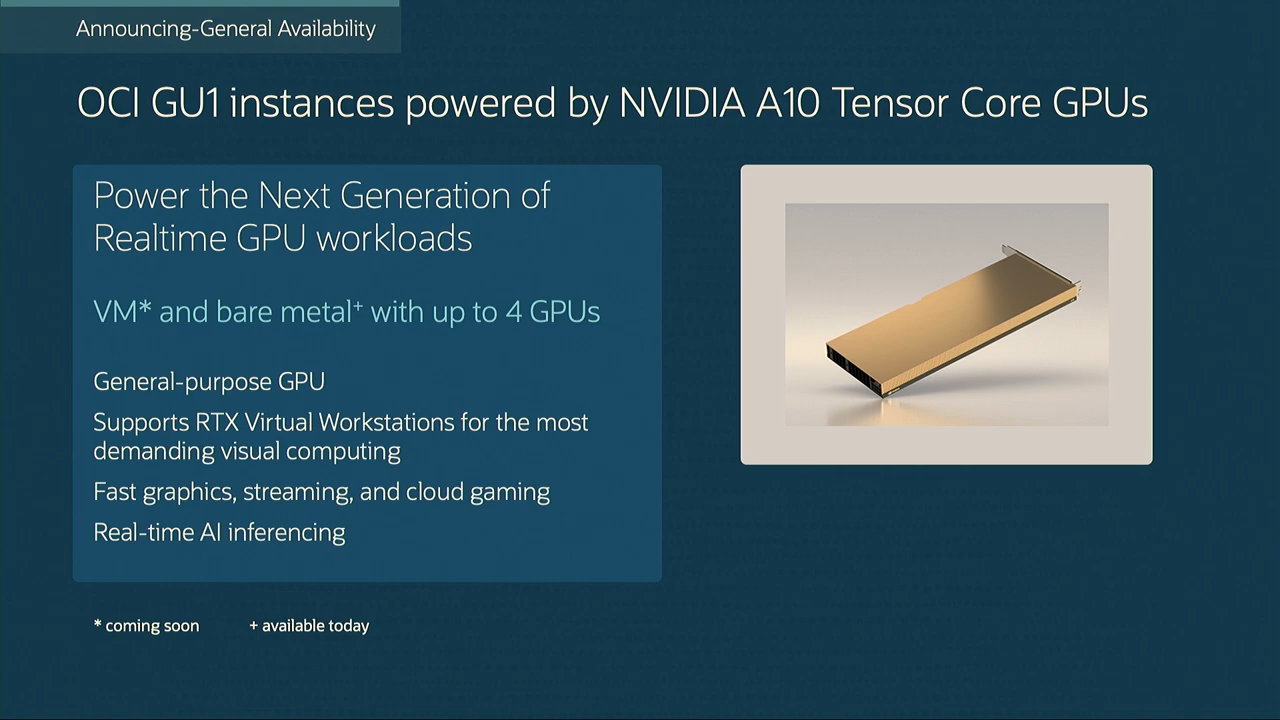 Announcing-General Availability
OCI GU1 instances powered by NVIDIA A10 Tensor Core GPUs
Power the Next Generation of
Realtime GPU workloads
VM* and bare metal+ with up to 4 GPUs
General-purpose GPU
Supports RTX Virtual Workstations for the most
demanding visual computing
Fast graphics, streaming, and cloud gaming
Real-time AI inferencing
* coming soon
+ available today